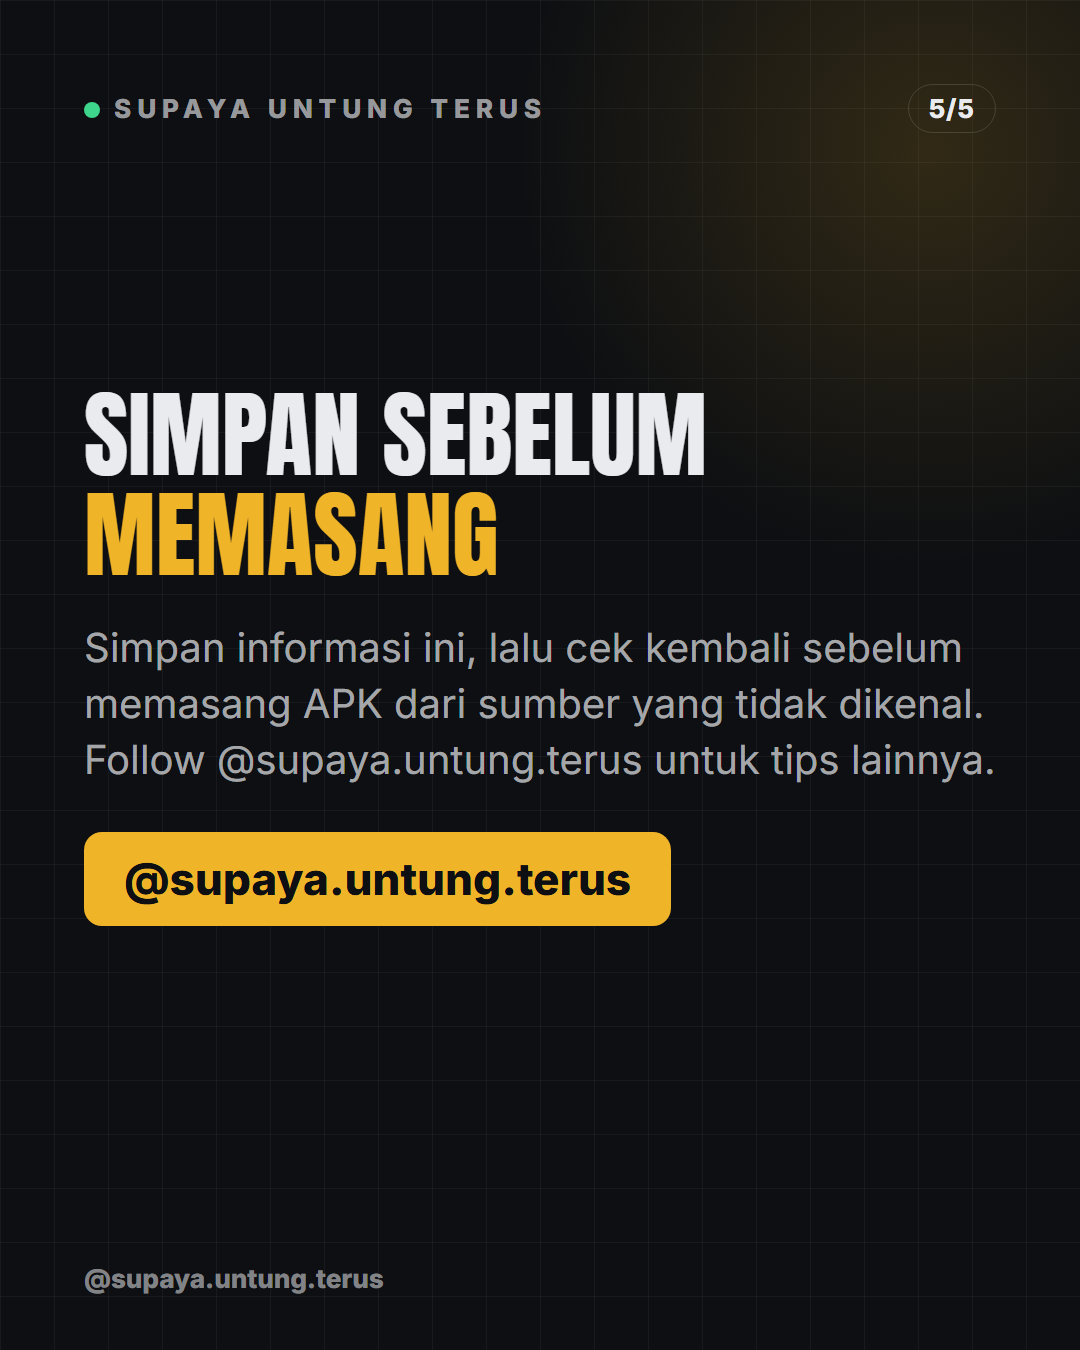 SUPAYA UNTUNG TERUS
5/5
SIMPAN SEBELUM
MEMASANG
Simpan informasi ini, lalu cek kembali sebelum
memasang APK dari sumber yang tidak dikenal.
Follow @supaya.untung.terus untuk tips lainnya.
@supaya.untung.terus
@supaya.untung.terus